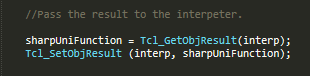 //Pass the result to the interpeter.
sharpUniFunction = Tcl_GetObjResult(interp);
Tcl_SetObjResult (interp, sharpUniFunction);